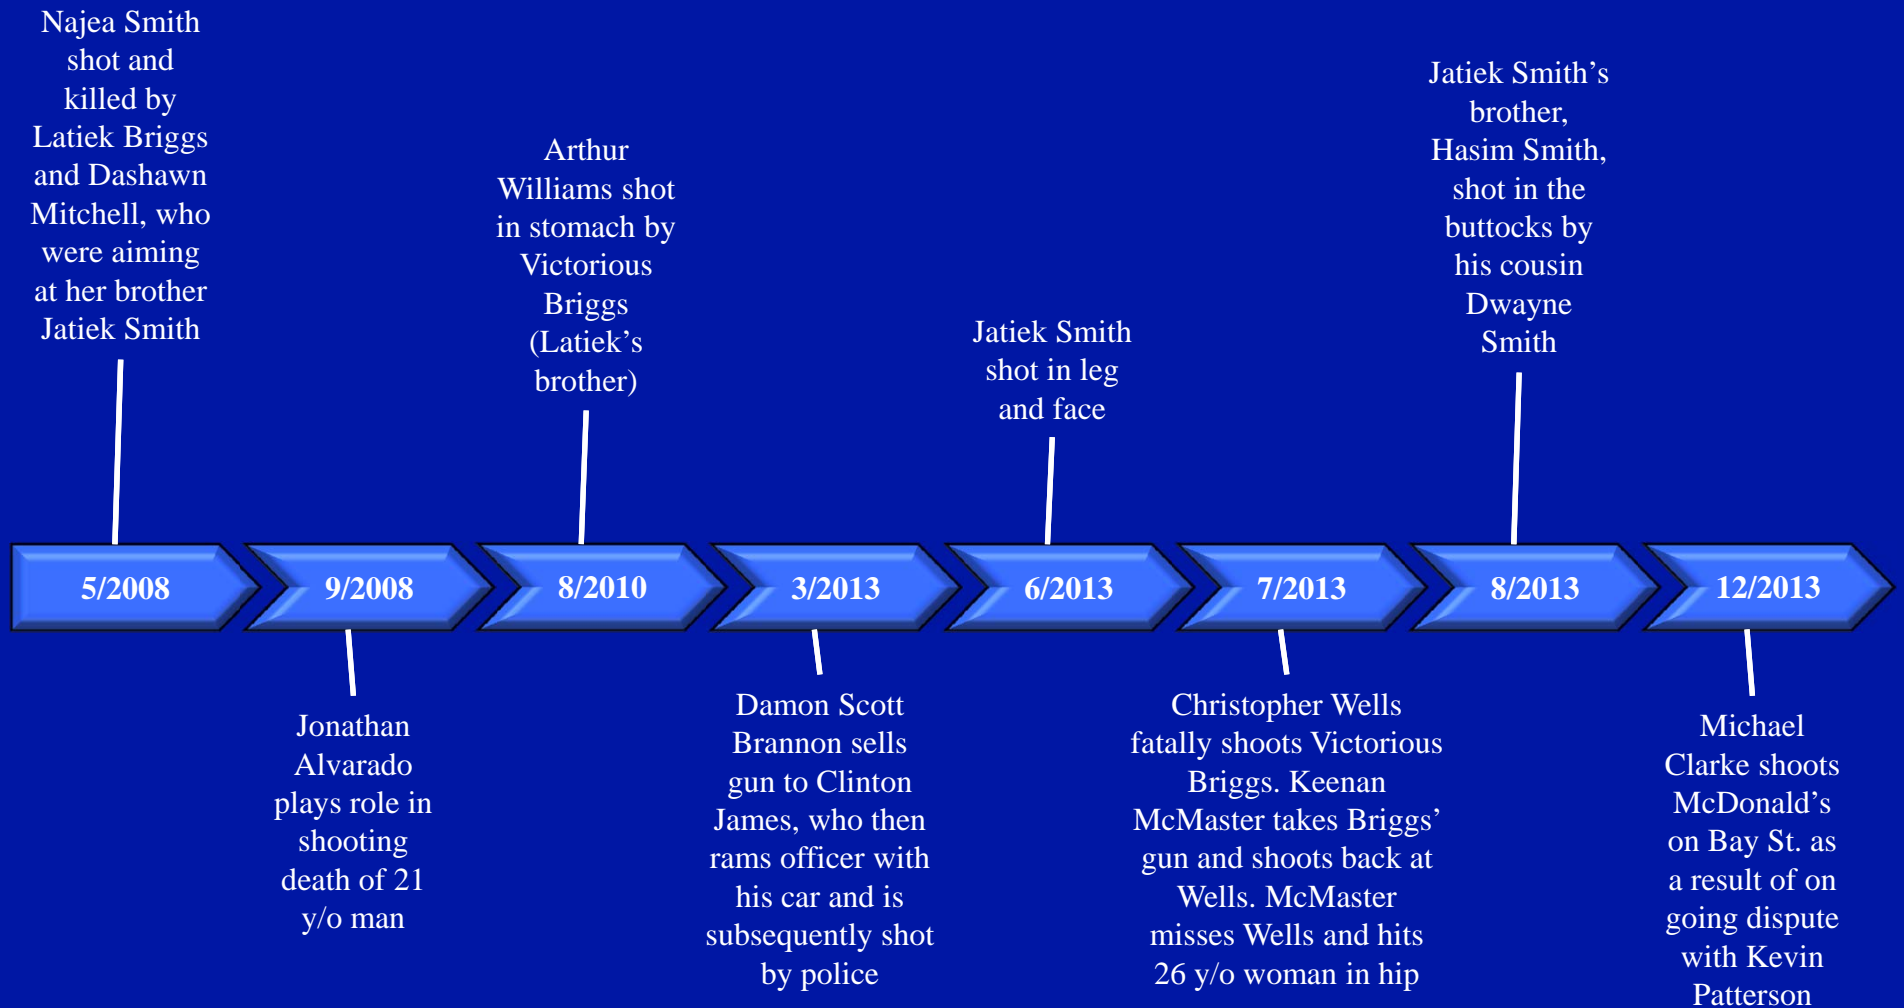 Najea Smith
shot and
killed by
Latiek Briggs
and Dashawn
Mitchell, who
were aiming
at her brother
Jatiek Smith
Arthur
Williams shot
in stomach by
Victorious
Briggs
(Latiek’s
brother)
Jatiek Smith
shot in leg
and face
Jatiek Smith’s
brother,
Hasim Smith,
shot in the
buttocks by
his cousin
Dwayne
Smith
5/2008
9/2008
8/2010
3/2013
6/2013
7/2013
8/2013
12/2013
Jonathan
Alvarado
plays role in
shooting
death of 21
y/o man
Damon Scott
Brannon sells
gun to Clinton
James, who then
rams officer with
his car and is
subsequently shot
by police
Christopher Wells
fatally shoots Victorious
Briggs. Keenan
McMaster takes Briggs’
gun and shoots back at
Wells. McMaster
misses Wells and hits
26 y/o woman in hip
Michael
Clarke shoots
McDonald’s
on Bay St. as
a result of on
going dispute
with Kevin
Patterson